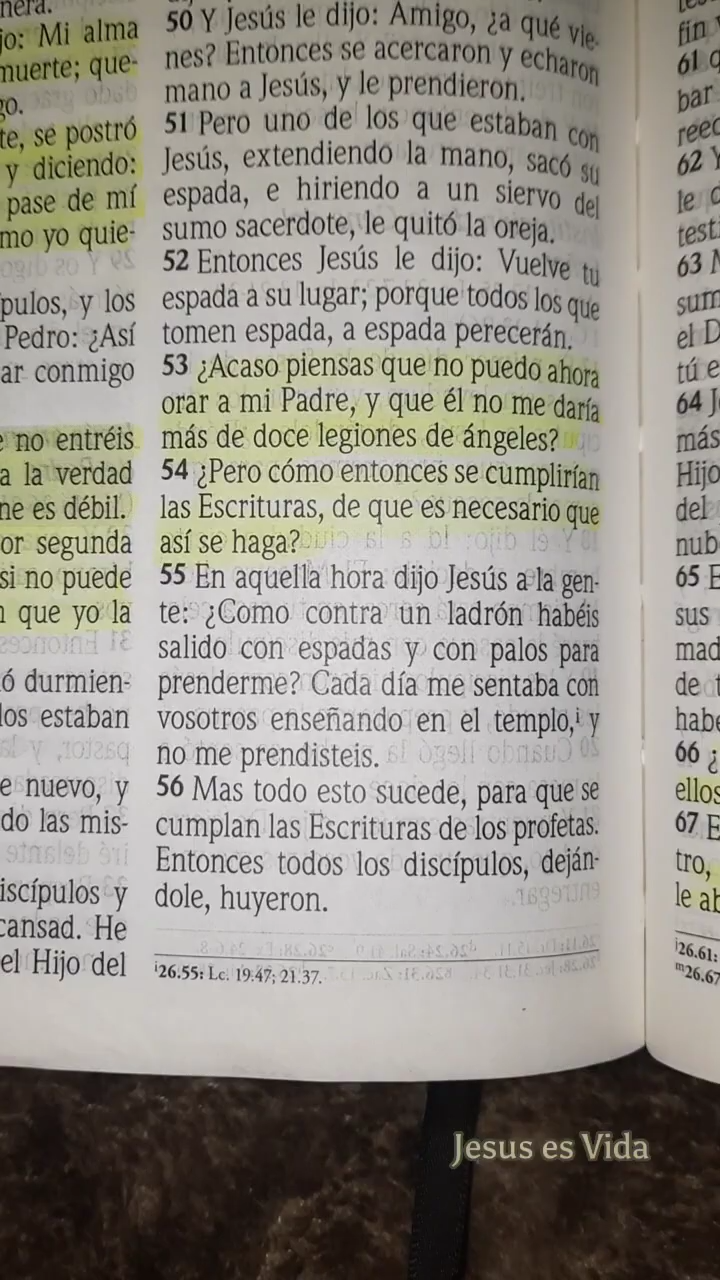 nera.
jo: Mi alma
muerte; que-
go.
te, se postró
y diciendo:
pase de mí
mo yo quie-
pulos, y los
Pedro: ¿Así
ar conmigo
e no entréis
a la verdad
ne es débil.
or segunda
si no puede
n que yo la
ó durmien-
los estaban
e nuevo, y
do las mis-
iscípulos y
cansad. He
el Hijo del
50 Y Jesús le dijo: Amigo, ¿a qué vie-
nes? Entonces se acercaron y echaron
mano a Jesús, y le prendieron.
51 Pero uno de los que estaban con
Jesús, extendiendo la mano, sacó su
espada, e hiriendo a un siervo del
sumo sacerdote, le quitó la oreja.
52 Entonces Jesús le dijo: Vuelve tu
espada a su lugar; porque todos los que
tomen espada, a espada perecerán.
53 ¿Acaso piensas que no puedo ahora
orar a mi Padre, y que él no me daría
más de doce legiones de ángeles?
54 ¿Pero cómo entonces se cumplirían
las Escrituras, de que es necesario que
así se haga?
55 En aquella hora dijo Jesús a la gen-
te: ¿Como contra un ladrón habéis
salido con espadas y con palos para
prenderme? Cada día me sentaba con
vosotros enseñando en el templo,ⁱ y
no me prendisteis.
56 Mas todo esto sucede, para que se
cumplan las Escrituras de los profetas.
Entonces todos los discípulos, deján-
dole, huyeron.
ⁱ26.55: Lc. 19:47; 21.37.
fin
61
bar
reed
62 Y
le
testi
63
sum
el D
tú e
64 J
más
Hijo
del
nub
65 E
sus
mad
de t
habe
66 ¿
ellos
67 E
tro,
le ab
ⁱ26.61:
ᵐ26.67
Jesus es Vida